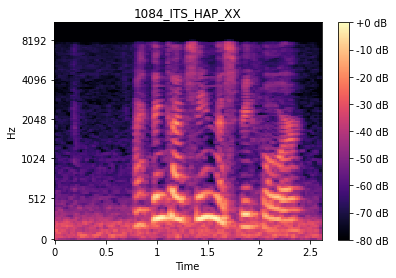 1084_ITS_HAP_XX
+0 dB
8192
-10 dB
4096
-20 dB
-30 dB
2048
Hz
-40 dB
1024
-50 dB
512
-60 dB
-70 dB
0
-80 dB
0
0.5
1
1.5
2
2.5
Time